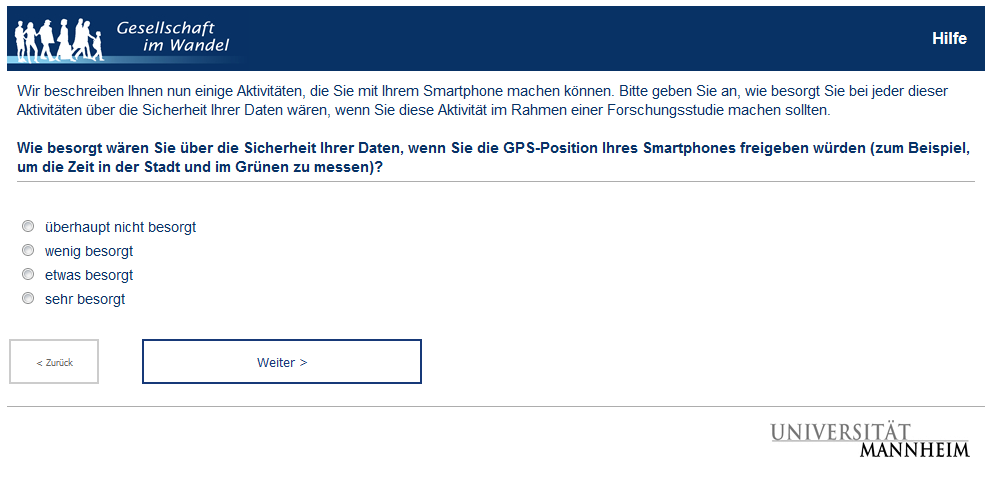 Gesellschaft
im Wandel
Hilfe
Wir beschreiben Ihnen nun einige Aktivitäten, die Sie mit Ihrem Smartphone machen können. Bitte geben Sie an, wie besorgt Sie bei jeder dieser
Aktivitäten über die Sicherheit Ihrer Daten wären, wenn Sie diese Aktivität im Rahmen einer Forschungsstudie machen sollten.
Wie besorgt wären Sie über die Sicherheit Ihrer Daten, wenn Sie die GPS-Position Ihres Smartphones freigeben würden (zum Beispiel,
um die Zeit in der Stadt und im Grünen zu messen)?
überhaupt nicht besorgt
wenig besorgt
etwas besorgt
sehr besorgt
< Zurück
Weiter >
UNIVERSITÄT
MANNHEIM